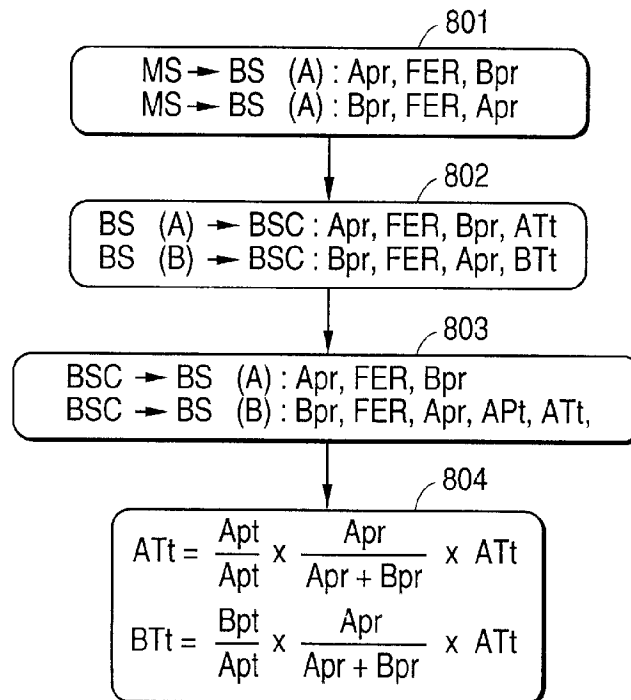 801
MS → BS (A) : Apr, FER, Bpr
MS → BS (A) : Bpr, FER, Apr
802
BS (A) → BSC : Apr, FER, Bpr, ATt
BS (B) → BSC : Bpr, FER, Apr, BTt
803
BSC → BS (A) : Apr, FER, Bpr
BSC → BS (B) : Bpr, FER, Apr, APt, ATt,
804
ATt = Apt/Apt x Apr/Apr + Bpr x ATt
BTt = Bpt/Apt x Apr/Apr + Bpr x ATt